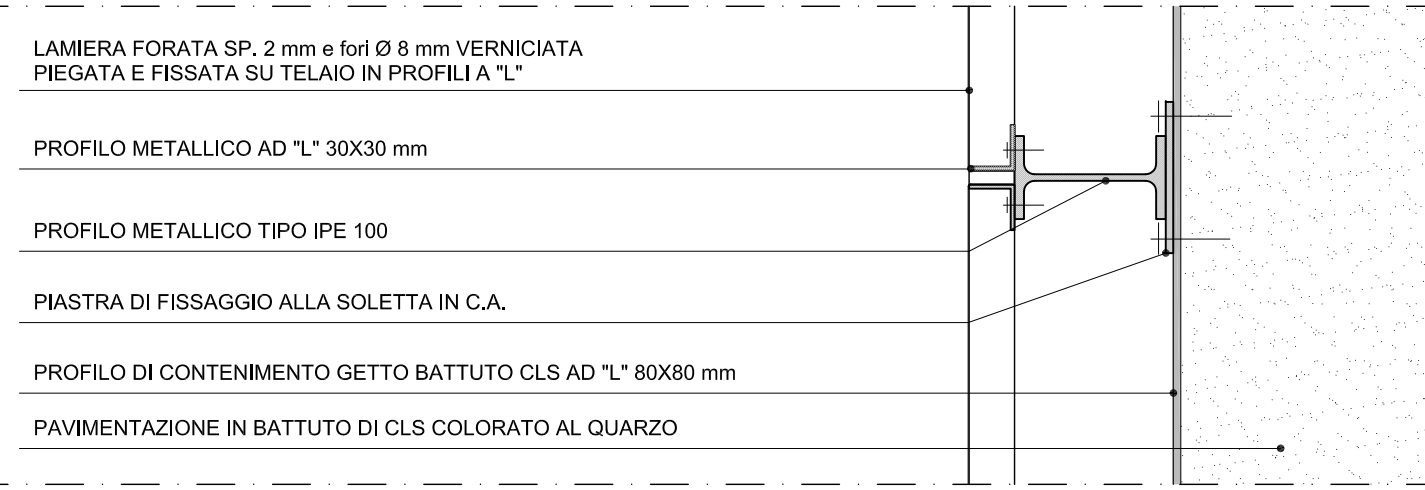 LAMIERA FORATA SP. 2 mm e fori Ø 8 mm VERNICIATA
PIEGATA E FISSATA SU TELAIO IN PROFILI A "L"
PROFILO METALLICO AD "L" 30X30 mm
PROFILO METALLICO TIPO IPE 100
PIASTRA DI FISSAGGIO ALLA SOLETTA IN C.A.
PROFILO DI CONTENIMENTO GETTO BATTUTO CLS AD "L" 80X80 mm
PAVIMENTAZIONE IN BATTUTO DI CLS COLORATO AL QUARZO